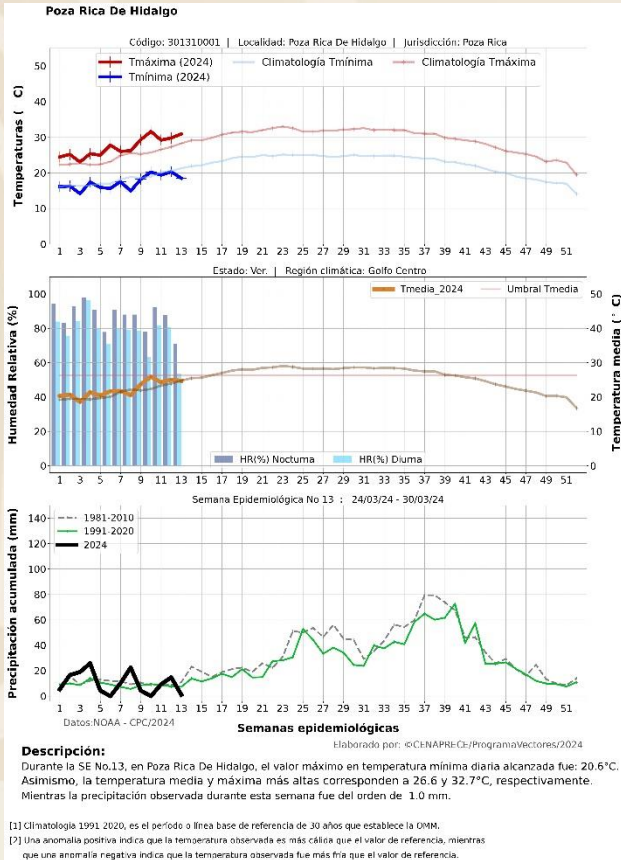 Poza Rica De Hidalgo
Código: 301310001 | Localidad: Poza Rica De Hidalgo | Jurisdicción: Poza Rica
Temperaturas ( C)
50
40
30
20
10
0
Tmáxima (2024)
Tmínima (2024)
Climatología Tmínima
Climatología Tmáxima
1 3 5 7 9 11 13 15 17 19 21 23 25 27 29 31 33 35 37 39 41 43 45 47 49 51
Estado: Ver. | Región climática: Golfo Centro
Humedad Relativa (%)
100
80
60
40
20
0
Tmedia_2024
Umbral Tmedia
HR(%) Nocturna
HR(%) Diurna
50
40
30
20
10
0
Temperatura media (° C)
1 3 5 7 9 11 13 15 17 19 21 23 25 27 29 31 33 35 37 39 41 43 45 47 49 51
Semana Epidemiológica No 13 : 24/03/24 - 30/03/24
Precipitación acumulada (mm)
140
120
100
80
60
40
20
0
1981-2010
1991-2020
2024
1 3 5 7 9 11 13 15 17 19 21 23 25 27 29 31 33 35 37 39 41 43 45 47 49 51
Datos:NOAA - CPC/2024
Semanas epidemiológicas
Elaborado por: ©CENAPRECE/ProgramaVectores/2024
Descripción:
Durante la SE No.13, en Poza Rica De Hidalgo, el valor máximo en temperatura mínima diaria alcanzada fue: 20.6°C.
Asimismo, la temperatura media y máxima más altas corresponden a 26.6 y 32.7°C, respectivamente.
Mientras la precipitación observada durante esta semana fue del orden de 1.0 mm.
[1] Climatologia 1991 2020, es el período o línea base de referencia de 30 años que establece la OMM.
[2] Una anomalia positiva indica que la temperatura observada es más cálida que el valor de referencia, mientras
que una anomalía negativa indica que la temperatura observada fue más fría que el valor de referencia.